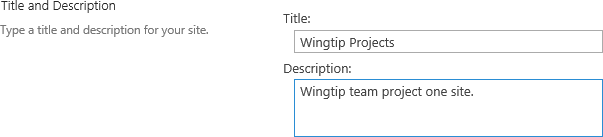 Title and Description
Type a title and description for your site.
Title:
Wingtip Projects
Description:
Wingtip team project one site.